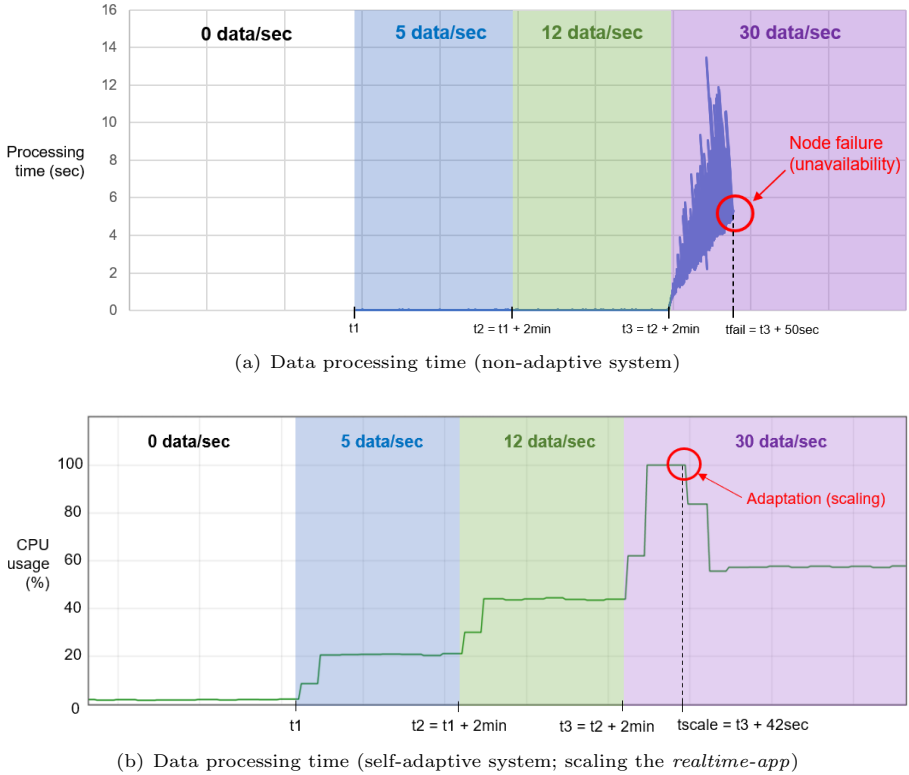 16
0 data/sec
5 data/sec
12 data/sec
30 data/sec
14
12
10
Processing
time (sec)
8
Node failure
(unavailability)
6
4
2
0
t1
t2 = t1 + 2min
t3 = t2 + 2min
tfail = t3 + 50sec
(a) Data processing time (non-adaptive system)
0 data/sec
5 data/sec
12 data/sec
30 data/sec
100
Adaptation (scaling)
80
CPU
usage
(%)
60
40
20
0
t1
t2 = t1 + 2min
t3 = t2 + 2min
tscale = t3 + 42sec
(b) Data processing time (self-adaptive system; scaling the realtime-app)